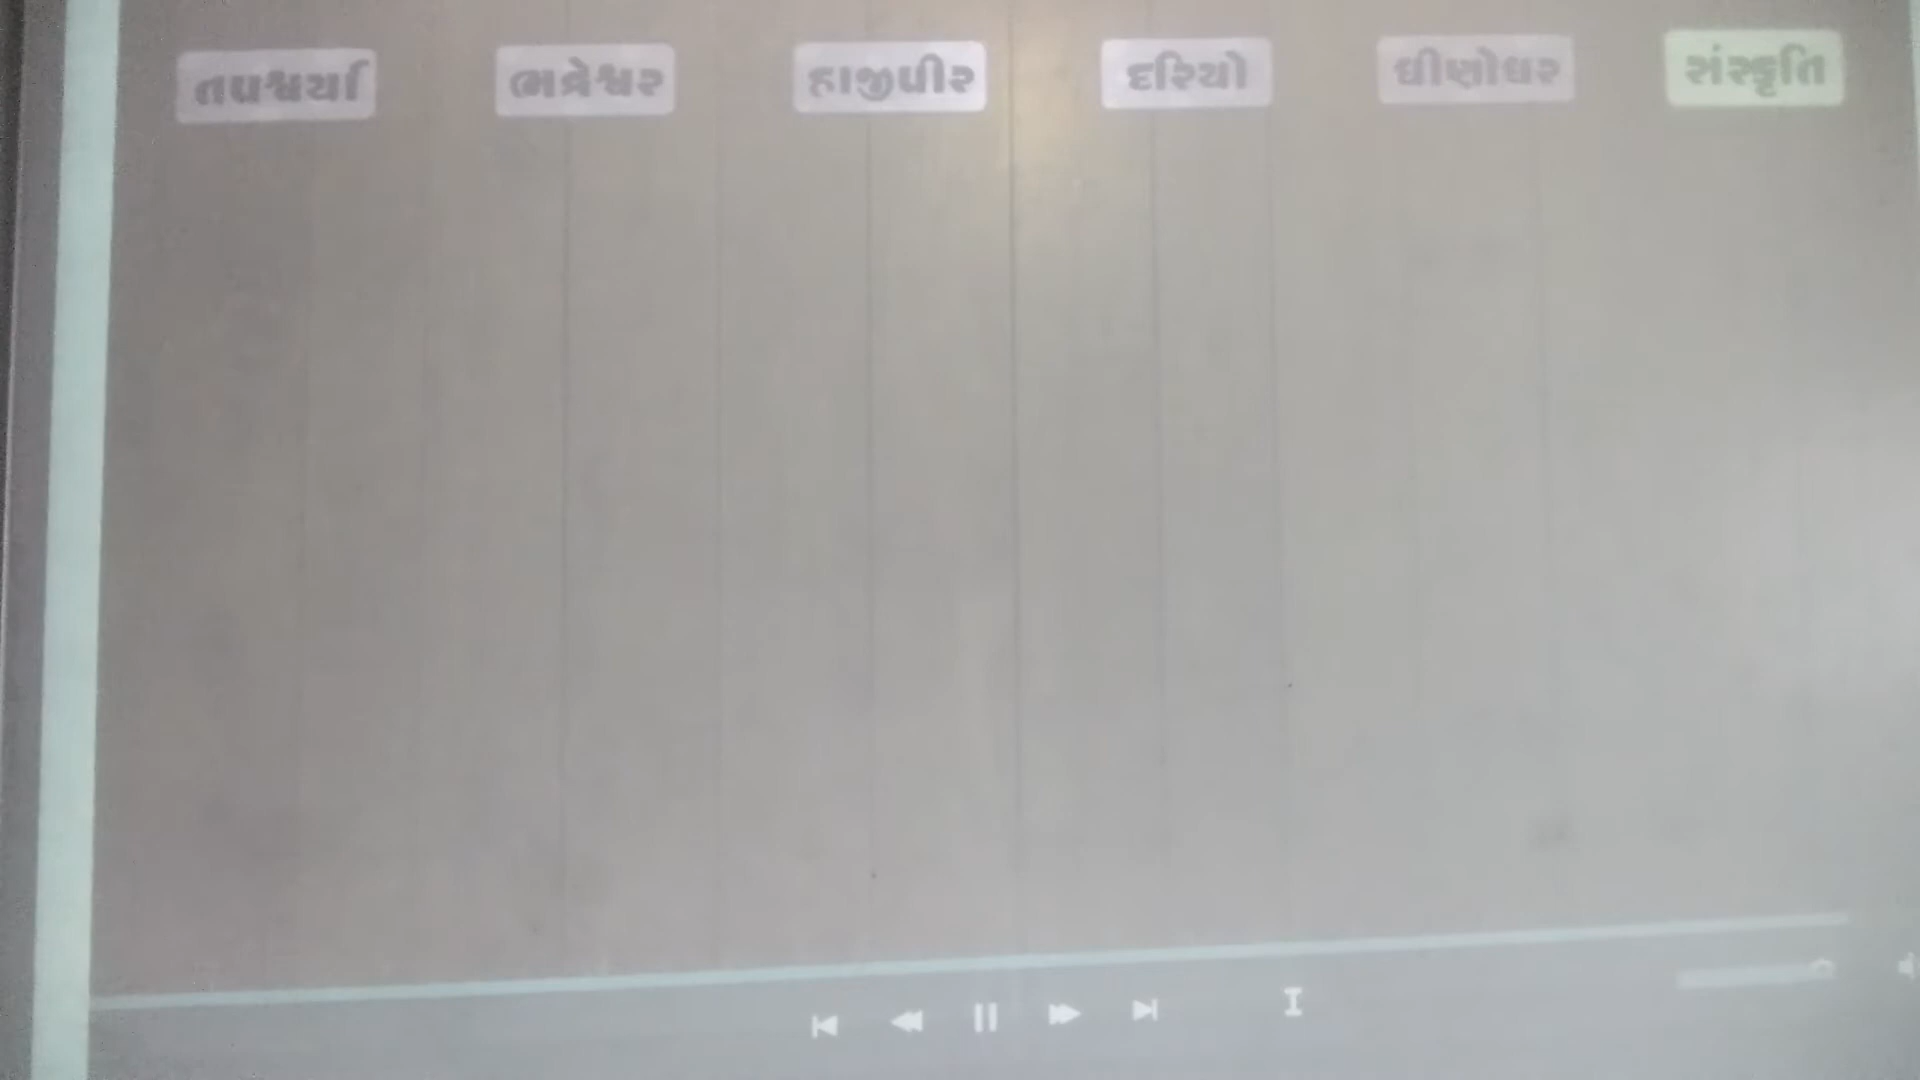 તપશ્ચર્યા ભદ્રેશ્વર હાજીપીર દરિયો ધીણોધર સંસ્કૃતિ